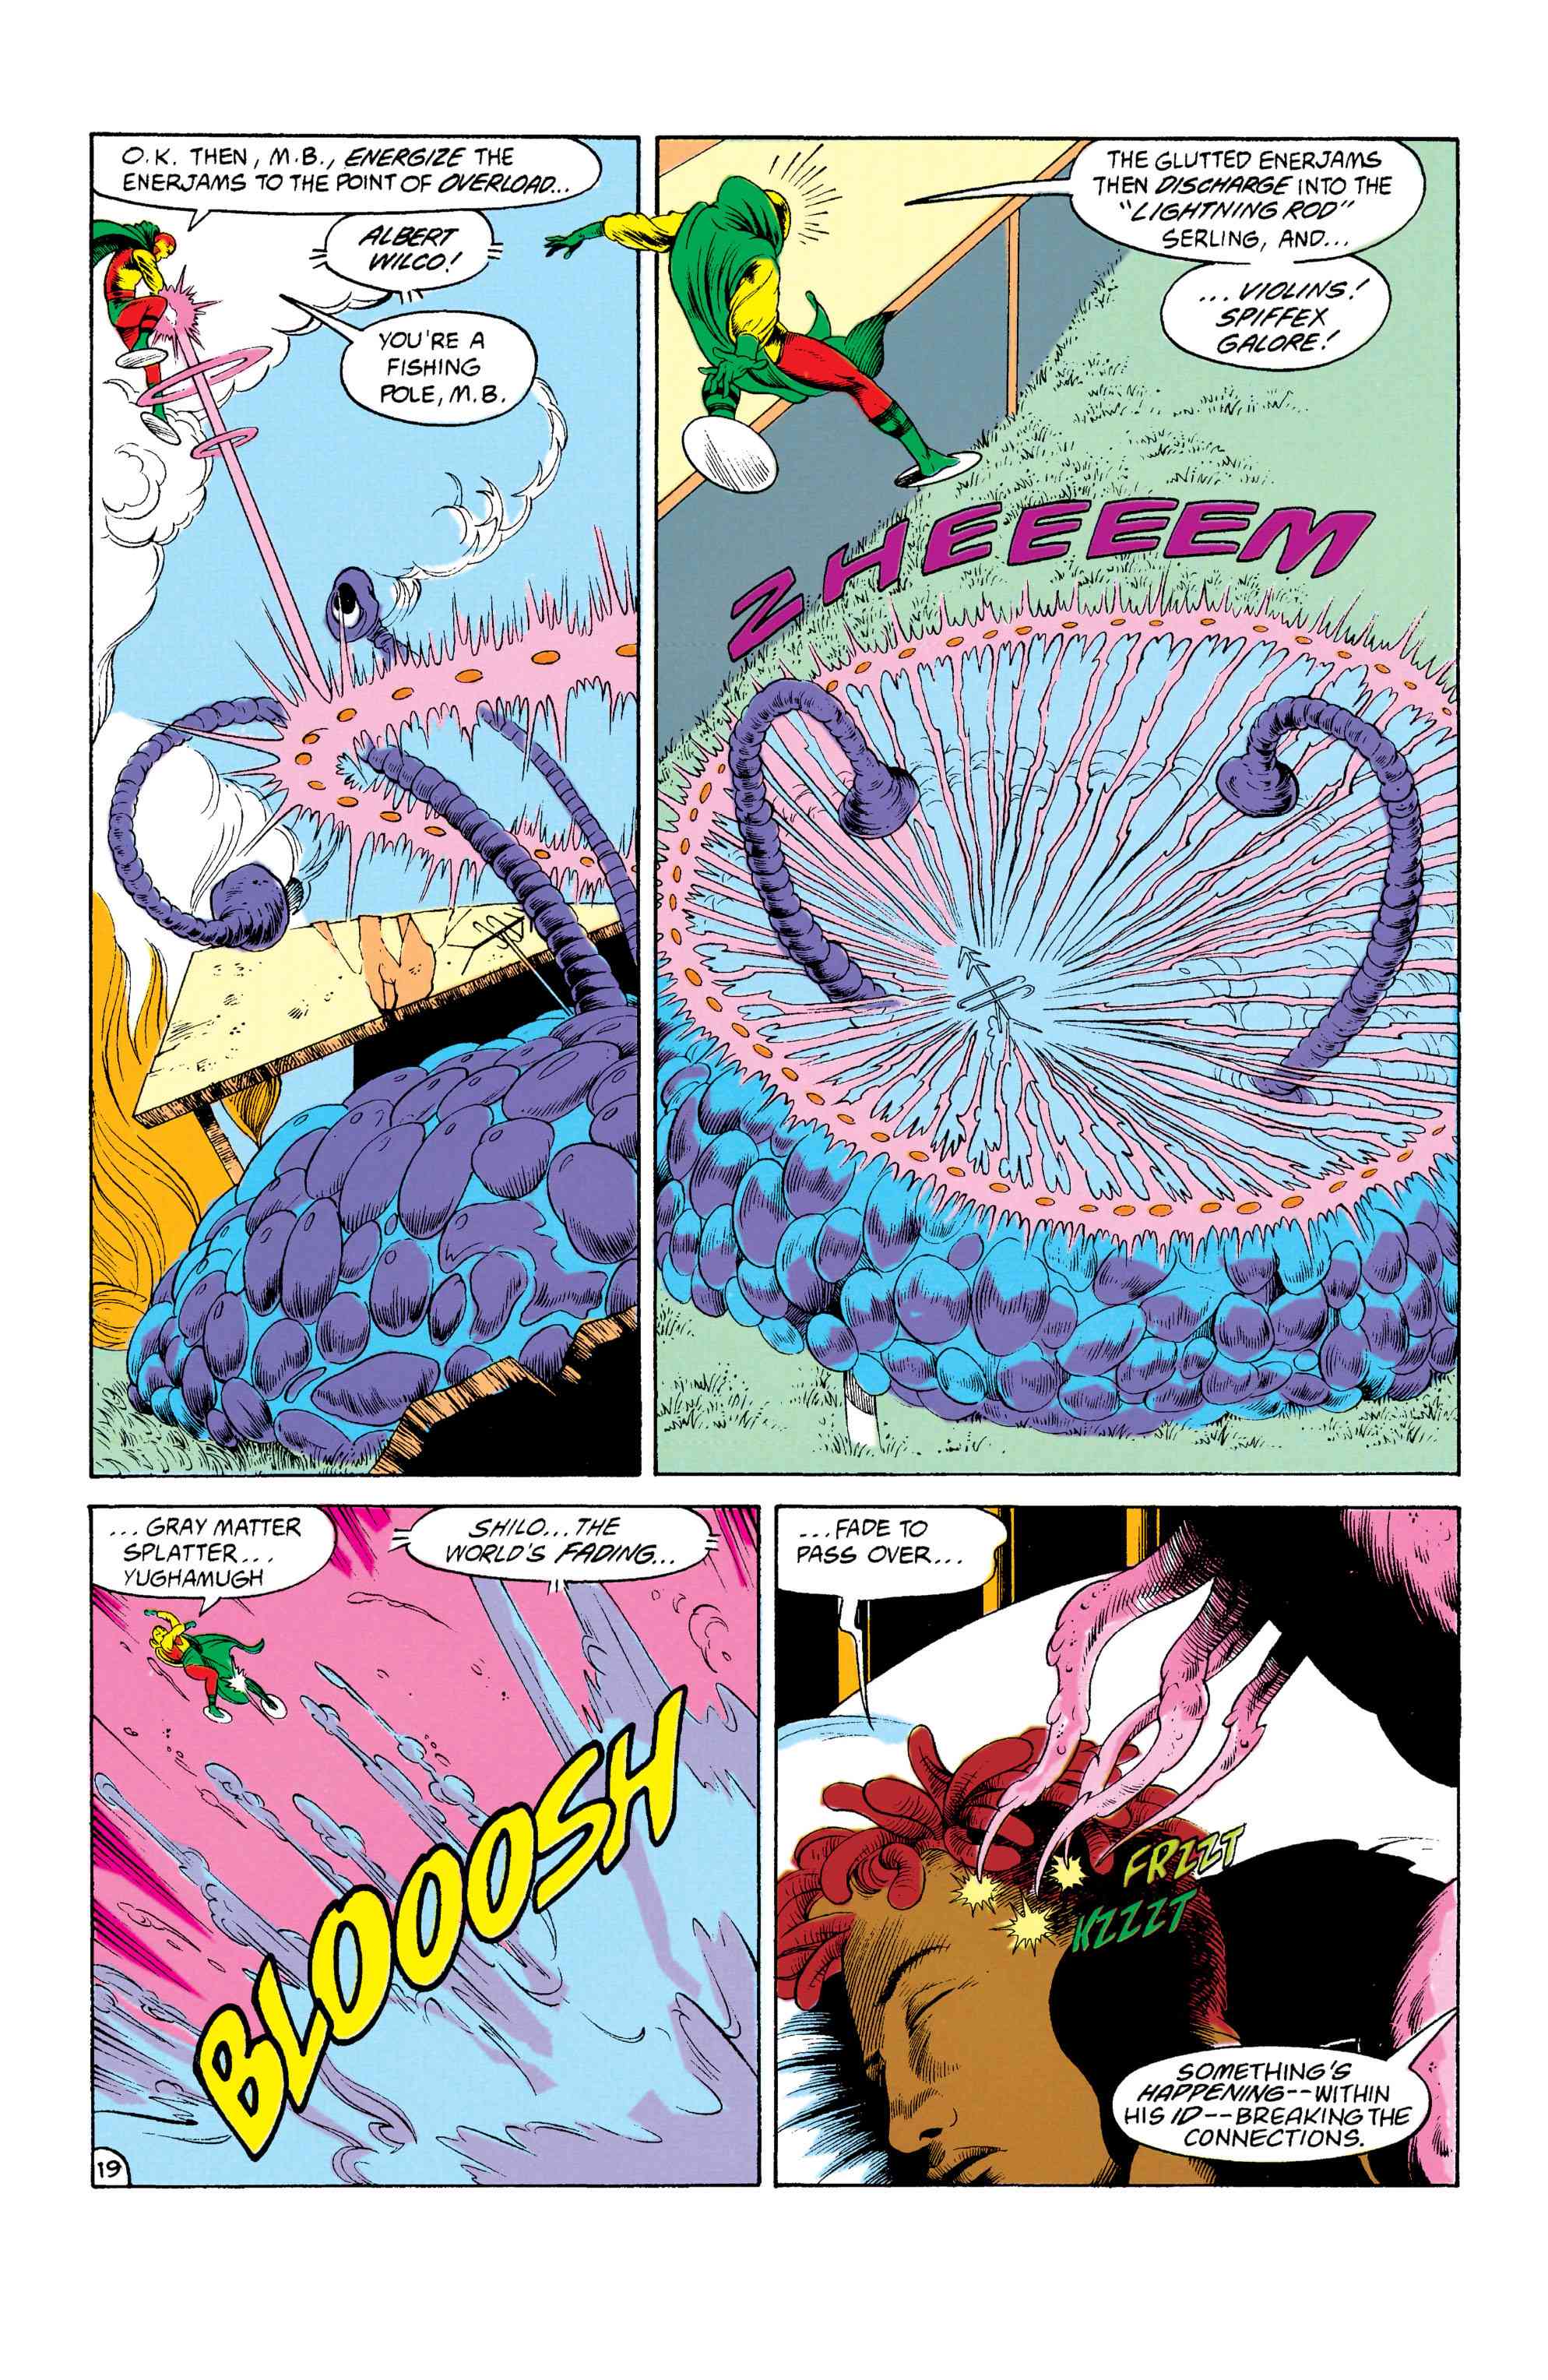 O.K. THEN, M.B., ENERGIZE THE
ENERJAMS TO THE POINT OF OVERLOAD..
ALBERT
WILCO!
YOU'RE A
FISHING
POLE, M.B.
THE GLUTTED ENERJAMS
THEN DISCHARGE INTO THE
"LIGHTNING ROD"
SERLING, AND...
...VIOLINS!
SPIFFEX
GALORE!
ZHEEEEM
...GRAY MATTER
SPLATTER...
YUGHAMUGH
SHILO...THE
WORLD'S FADING...
BLOOOSH
19
...FADE TO
PASS OVER...
FRZZT
KZZZT
SOMETHING'S
HAPPENING--WITHIN
HIS ID--BREAKING THE
CONNECTIONS.